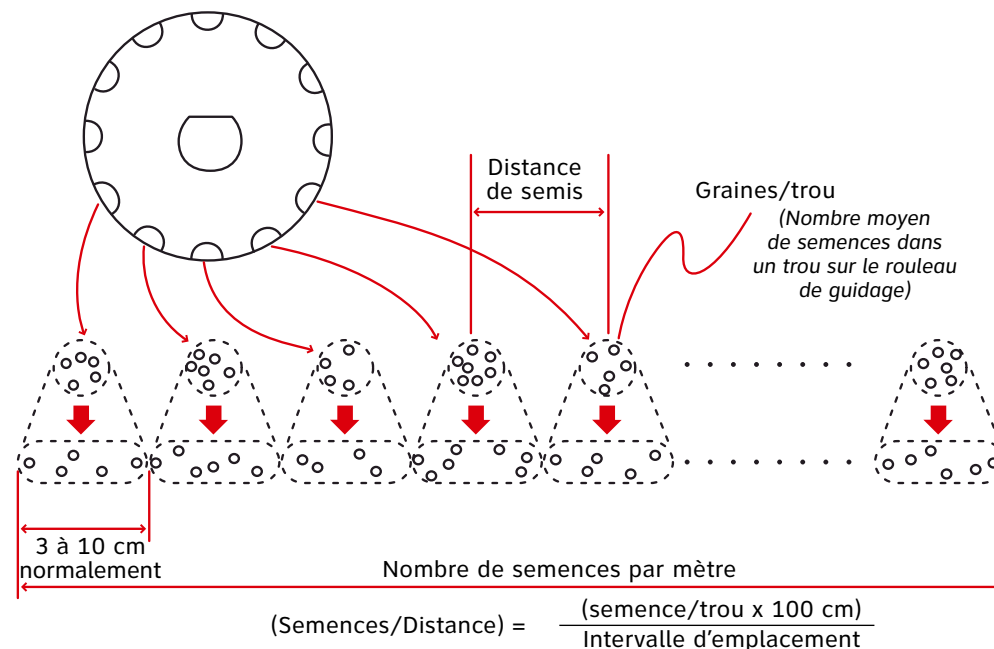 Distance
de semis
Graines/trou
(Nombre moyen
de semences dans
un trou sur le rouleau
de guidage)
3 à 10 cm
normalement
Nombre de semences par mètre
(Semences/Distance) =
(semence/trou x 100 cm)
Intervalle d’emplacement